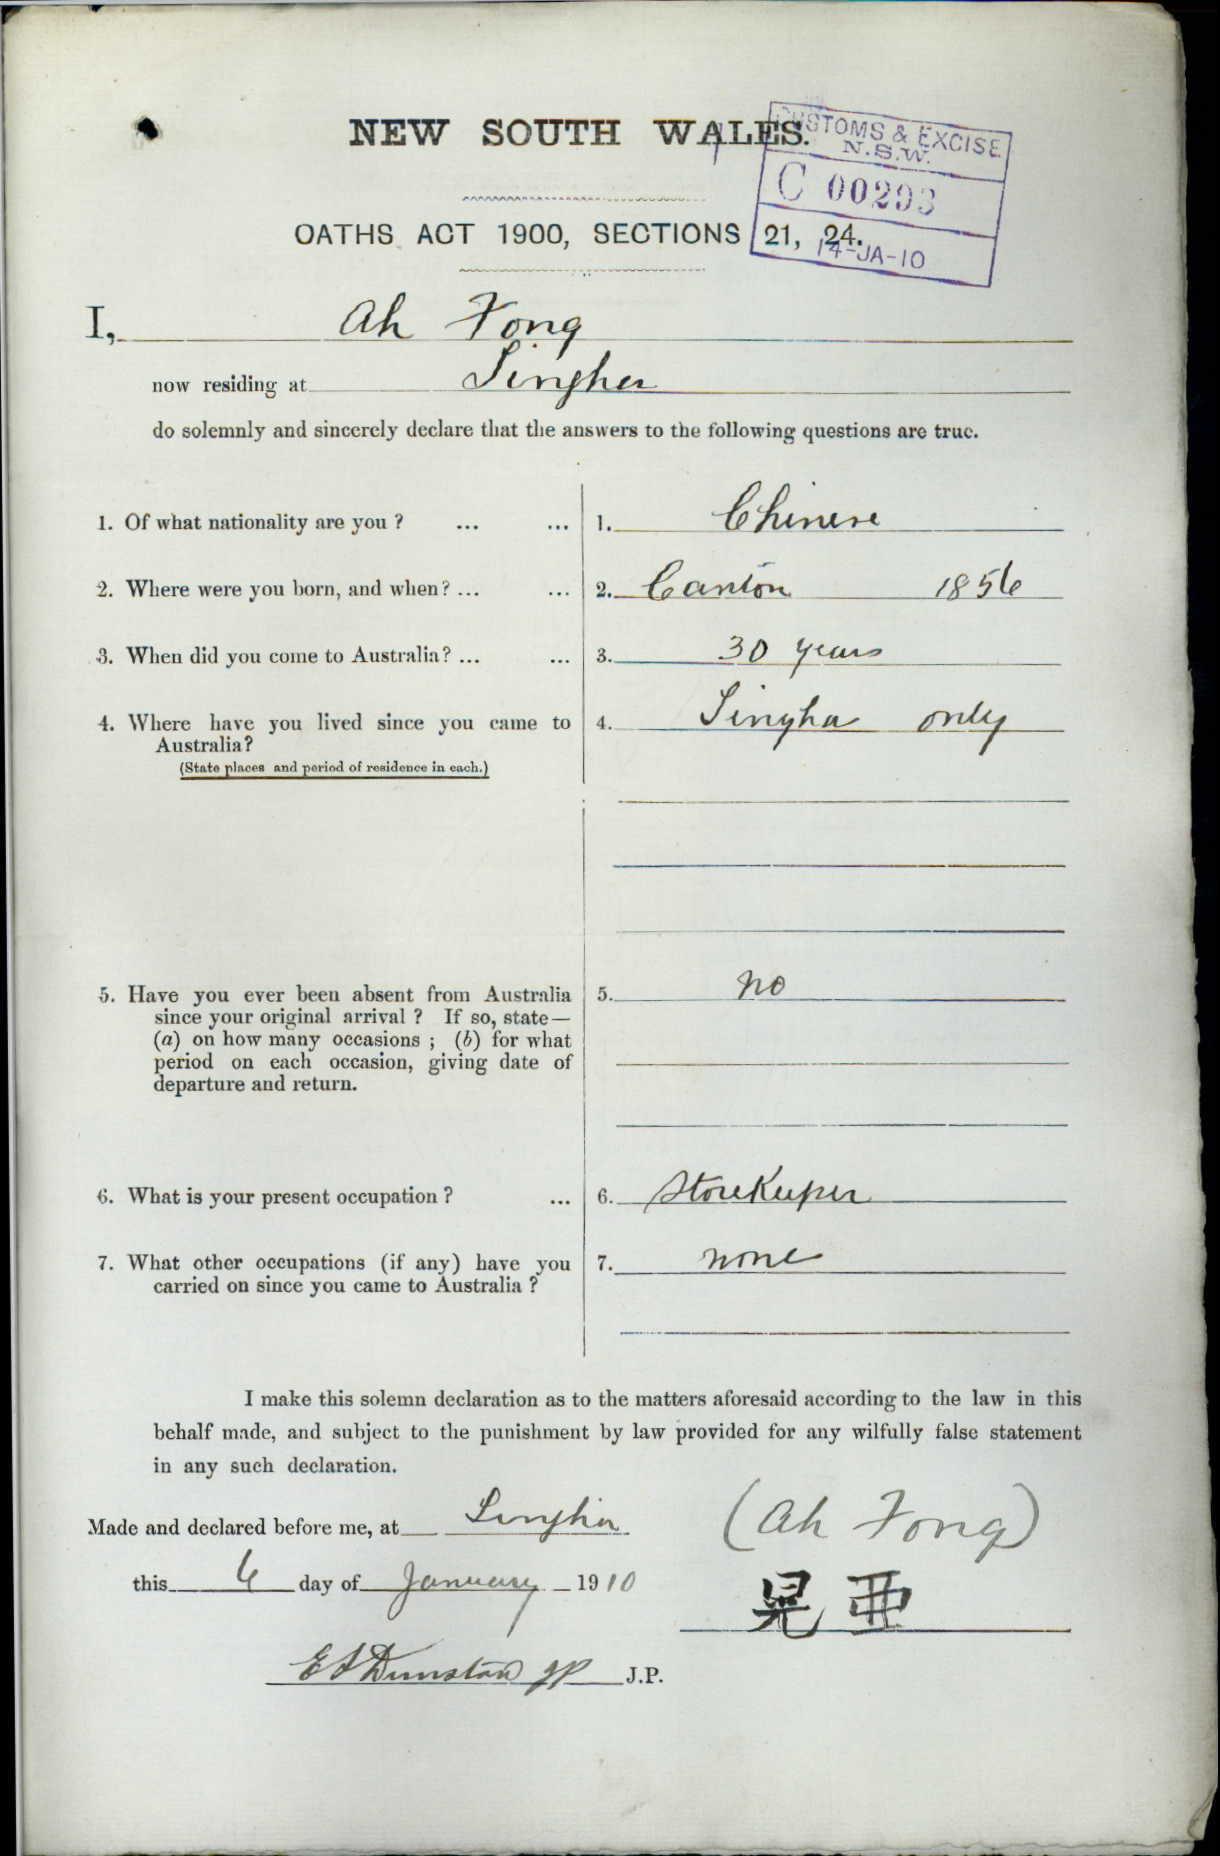 NEW SOUTH WALES.
CUSTOMS & EXCISE
N.S.W.
C 00293
14-JA-10
OATHS ACT 1900, SECTIONS 21, 24.
I, Ah Fong
now residing at Tingha
do solemnly and sincerely declare that the answers to the following questions are true.
1. Of what nationality are you ? ... ... 1. Chinese
2. Where were you born, and when? ... ... 2. Canton 1856
3. When did you come to Australia? ... ... 3. 30 years
4. Where have you lived since you came to 4. Tingha only
Australia?
(State places and period of residence in each.)
5. Have you ever been absent from Australia 5. no
since your original arrival ? If so, state—
(a) on how many occasions ; (b) for what
period on each occasion, giving date of
departure and return.
6. What is your present occupation ? ... 6. StoreKeeper
7. What other occupations (if any) have you 7. none
carried on since you came to Australia ?
I make this solemn declaration as to the matters aforesaid according to the law in this
behalf made, and subject to the punishment by law provided for any wilfully false statement
in any such declaration.
Made and declared before me, at Tingha
(Ah Fong)
this 6 day of January 1910
晃 亜
Dunstan JP J.P.